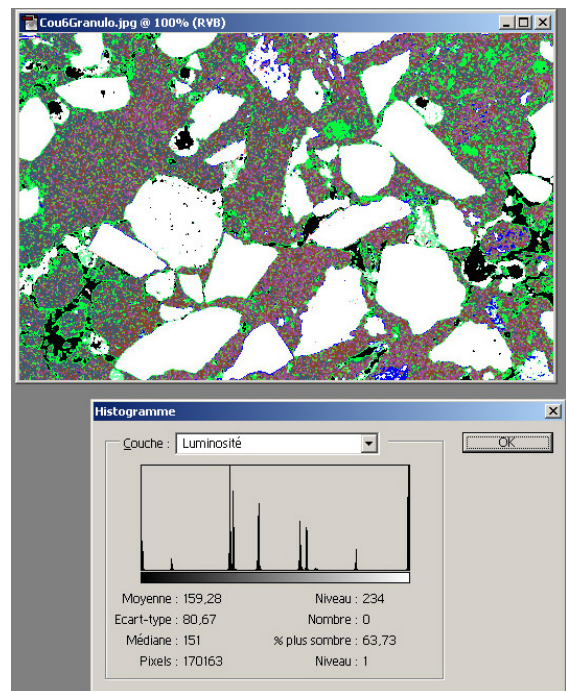 Cou6Granulo.jpg @ 100% (RVB)
Histogramme
Couche : Luminosité
OK
Moyenne : 159,28 Niveau : 234
Ecart-type : 80,67 Nombre : 0
Médiane : 151 % plus sombre : 63,73
Pixels : 170163 Niveau : 1